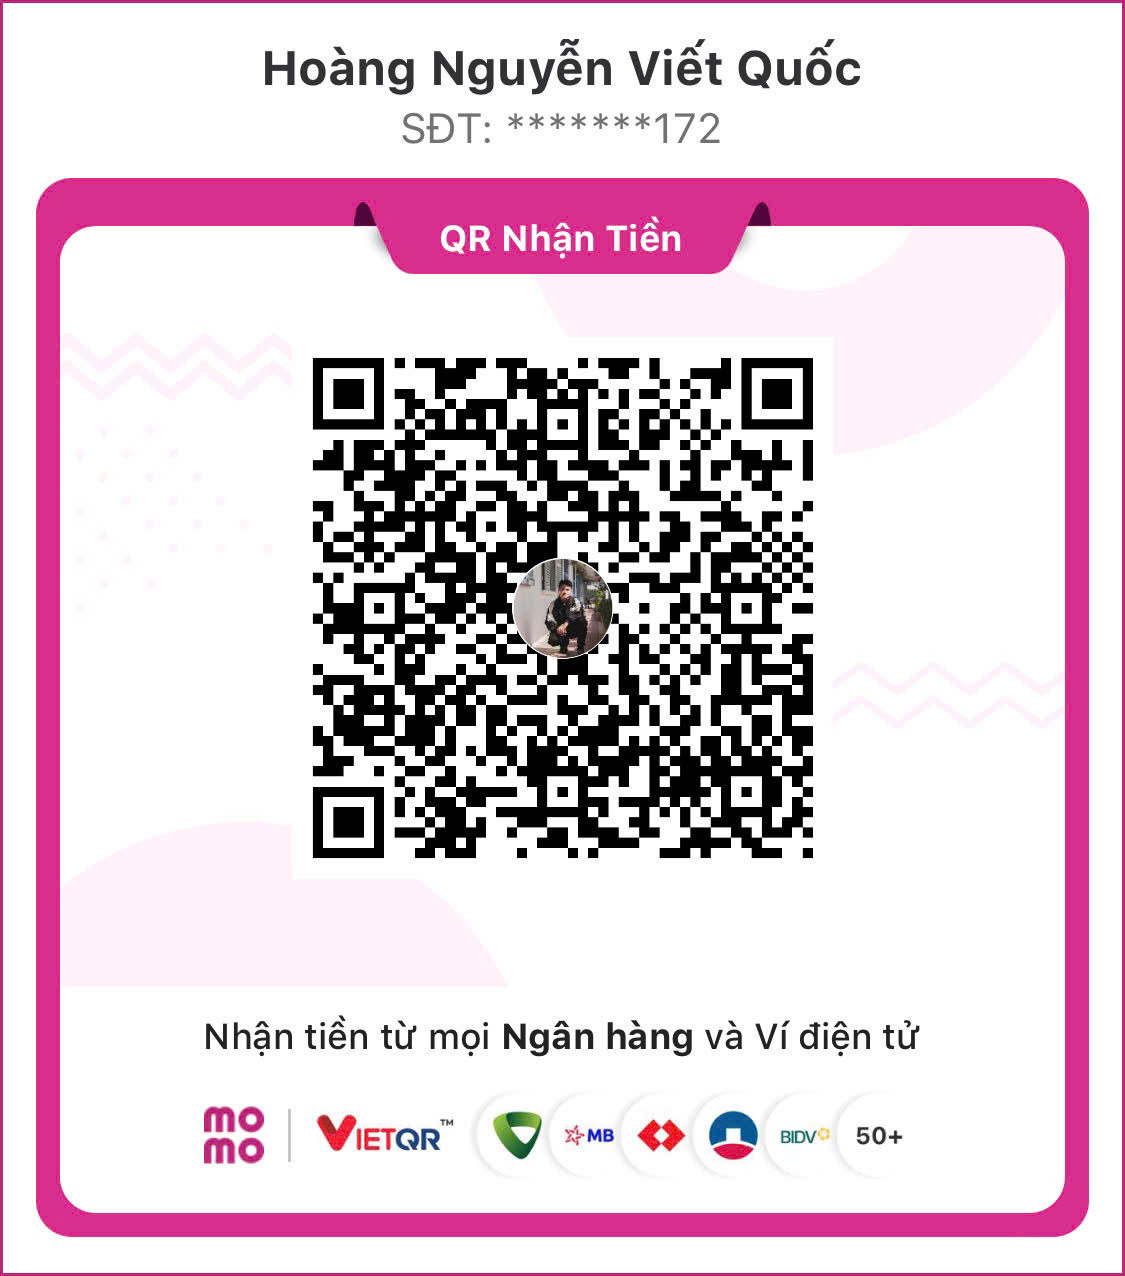 Hoàng Nguyễn Viết Quốc
SĐT: *******172
QR Nhận Tiền
Nhận tiền từ mọi Ngân hàng và Ví điện tử
mo
mo
VIETQR™
MB
BIDV
50+